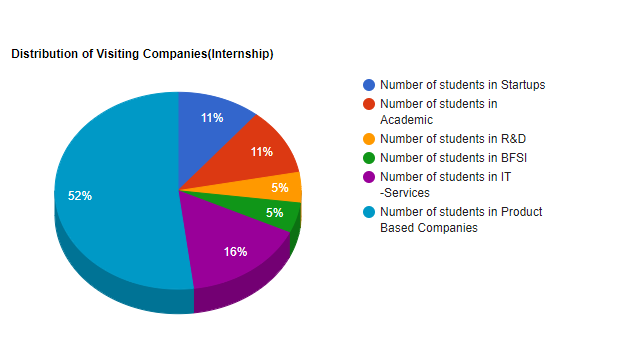 Distribution of Visiting Companies(Internship)
11%
11%
5%
5%
16%
52%
Number of students in Startups
Number of students in
Academic
Number of students in R&D
Number of students in BFSI
Number of students in IT
-Services
Number of students in Product
Based Companies